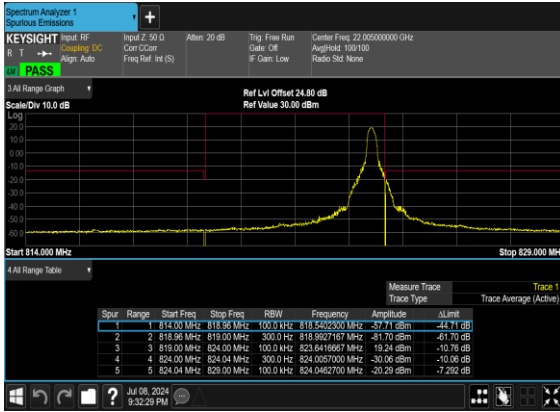 Spectrum Analyzer 1
Spurious Emissions
+
KEYSIGHT Input: RF Input Z: 50 Ω Atten: 20 dB Trig: Free Run Center Freq: 22.005000000 GHz
R T Coupling: DC Corr CCorr Gate: Off Avg|Hold: 100/100
Align: Auto Freq Ref: Int (S) IF Gain: Low Radio Std: None
PASS
3 All Range Graph
Ref Lvl Offset 24.80 dB
Scale/Div 10.0 dB Ref Value 30.00 dBm
Log
20.0
10.0
0.00
-10.0
-20.0
-30.0
-40.0
-50.0
-60.0
Start 814.000 MHz Stop 829.000 MHz
4 All Range Table
Measure Trace Trace 1
Trace Type Trace Average (Active)
Spur Range Start Freq Stop Freq RBW Frequency Amplitude ΔLimit
1 1 814.00 MHz 818.96 MHz 100.0 kHz 818.5402300 MHz -57.71 dBm -44.71 dB
2 2 818.96 MHz 819.00 MHz 300.0 Hz 818.9927167 MHz -81.70 dBm -61.70 dB
3 3 819.00 MHz 824.00 MHz 100.0 kHz 823.6416667 MHz 19.24 dBm -10.76 dB
4 4 824.00 MHz 824.04 MHz 300.0 Hz 824.0057000 MHz -30.06 dBm -10.06 dB
5 5 824.04 MHz 829.00 MHz 100.0 kHz 824.0462700 MHz -20.29 dBm -7.292 dB
?
Jul 08, 2024
9:32:29 PM